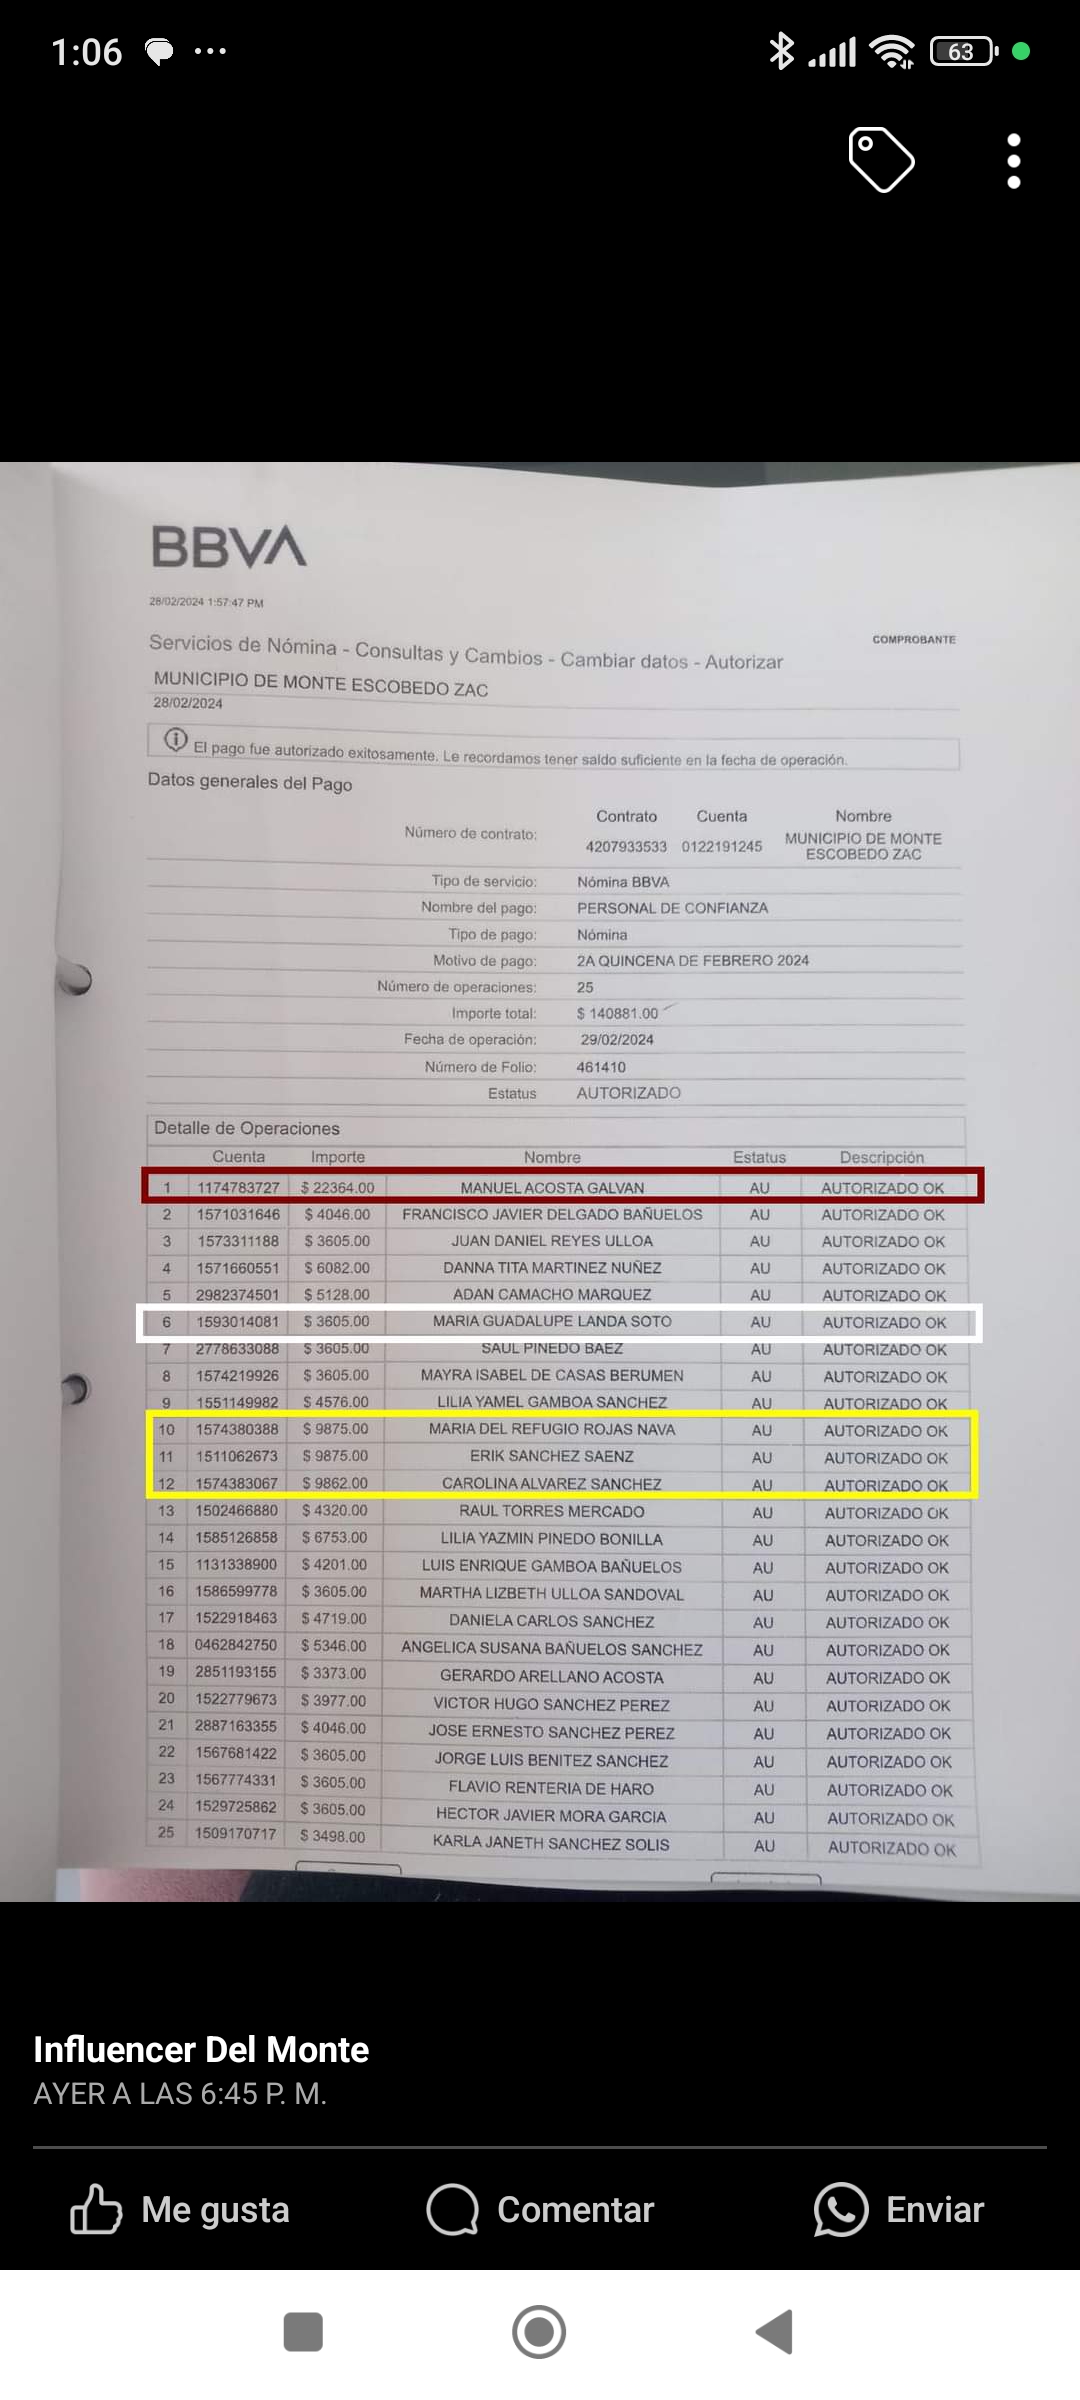 1:06 ... 63
BBVA
28/02/2024 1:57:47 PM
COMPROBANTE
Servicios de Nómina - Consultas y Cambios - Cambiar datos - Autorizar
MUNICIPIO DE MONTE ESCOBEDO ZAC
28/02/2024
El pago fue autorizado exitosamente. Le recordamos tener saldo suficiente en la fecha de operación.
Datos generales del Pago
Contrato Cuenta Nombre
Número de contrato: 4207933533 0122191245 MUNICIPIO DE MONTE
ESCOBEDO ZAC
Tipo de servicio: Nómina BBVA
Nombre del pago: PERSONAL DE CONFIANZA
Tipo de pago: Nómina
Motivo de pago: 2A QUINCENA DE FEBRERO 2024
Número de operaciones: 25
Importe total: $ 140881.00
Fecha de operación: 29/02/2024
Número de Folio: 461410
Estatus AUTORIZADO
Detalle de Operaciones
Cuenta Importe Nombre Estatus Descripción
1 1174783727 $ 22364.00 MANUEL ACOSTA GALVAN AU AUTORIZADO OK
2 1571031646 $ 4046.00 FRANCISCO JAVIER DELGADO BAÑUELOS AU AUTORIZADO OK
3 1573311188 $ 3605.00 JUAN DANIEL REYES ULLOA AU AUTORIZADO OK
4 1571660551 $ 6082.00 DANNA TITA MARTINEZ NUÑEZ AU AUTORIZADO OK
5 2982374501 $ 5128.00 ADAN CAMACHO MARQUEZ AU AUTORIZADO OK
6 1593014081 $ 3605.00 MARIA GUADALUPE LANDA SOTO AU AUTORIZADO OK
7 2778633088 $ 3605.00 SAUL PINEDO BAEZ AU AUTORIZADO OK
8 1574219926 $ 3605.00 MAYRA ISABEL DE CASAS BERUMEN AU AUTORIZADO OK
9 1551149982 $ 4576.00 LILIA YAMEL GAMBOA SANCHEZ AU AUTORIZADO OK
10 1574380388 $ 9875.00 MARIA DEL REFUGIO ROJAS NAVA AU AUTORIZADO OK
11 1511062673 $ 9875.00 ERIK SANCHEZ SAENZ AU AUTORIZADO OK
12 1574383067 $ 9862.00 CAROLINA ALVAREZ SANCHEZ AU AUTORIZADO OK
13 1502466880 $ 4320.00 RAUL TORRES MERCADO AU AUTORIZADO OK
14 1585126858 $ 6753.00 LILIA YAZMIN PINEDO BONILLA AU AUTORIZADO OK
15 1131338900 $ 4201.00 LUIS ENRIQUE GAMBOA BAÑUELOS AU AUTORIZADO OK
16 1586599778 $ 3605.00 MARTHA LIZBETH ULLOA SANDOVAL AU AUTORIZADO OK
17 1522918463 $ 4719.00 DANIELA CARLOS SANCHEZ AU AUTORIZADO OK
18 0462842750 $ 5346.00 ANGELICA SUSANA BAÑUELOS SANCHEZ AU AUTORIZADO OK
19 2851193155 $ 3373.00 GERARDO ARELLANO ACOSTA AU AUTORIZADO OK
20 1522779673 $ 3977.00 VICTOR HUGO SANCHEZ PEREZ AU AUTORIZADO OK
21 2887163355 $ 4046.00 JOSE ERNESTO SANCHEZ PEREZ AU AUTORIZADO OK
22 1567681422 $ 3605.00 JORGE LUIS BENITEZ SANCHEZ AU AUTORIZADO OK
23 1567774331 $ 3605.00 FLAVIO RENTERIA DE HARO AU AUTORIZADO OK
24 1529725862 $ 3605.00 HECTOR JAVIER MORA GARCIA AU AUTORIZADO OK
25 1509170717 $ 3498.00 KARLA JANETH SANCHEZ SOLIS AU AUTORIZADO OK
Influencer Del Monte
AYER A LAS 6:45 P. M.
Me gusta Comentar Enviar